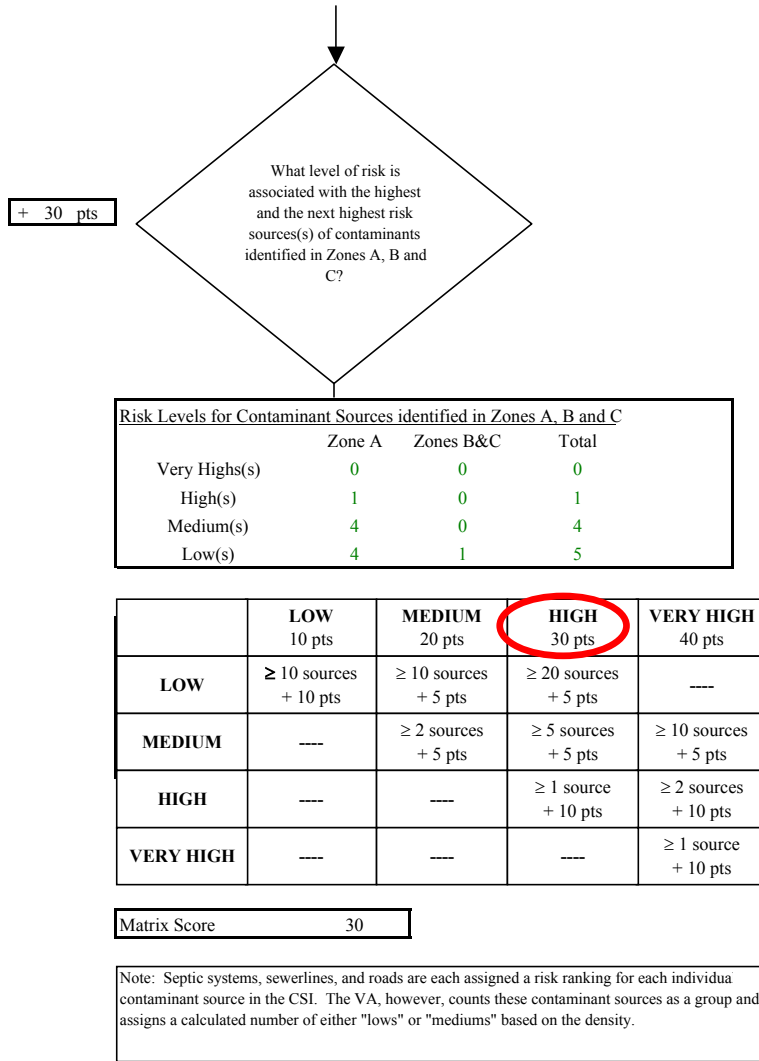 What level of risk is
associated with the highest
and the next highest risk
sources(s) of contaminants
identified in Zones A, B and
C?
+ 30 pts
Risk Levels for Contaminant Sources identified in Zones A, B and C
Zone A Zones B&C Total
Very Highs(s) 0 0 0
High(s) 1 0 1
Medium(s) 4 0 4
Low(s) 4 1 5
LOW MEDIUM HIGH VERY HIGH
10 pts 20 pts 30 pts 40 pts
LOW ≥ 10 sources ≥ 10 sources ≥ 20 sources ----
+ 10 pts + 5 pts + 5 pts
MEDIUM ---- ≥ 2 sources ≥ 5 sources ≥ 10 sources
+ 5 pts + 5 pts + 5 pts
HIGH ---- ---- ≥ 1 source ≥ 2 sources
+ 10 pts + 10 pts
VERY HIGH ---- ---- ---- ≥ 1 source
+ 10 pts
Matrix Score 30
Note: Septic systems, sewerlines, and roads are each assigned a risk ranking for each individua
contaminant source in the CSI. The VA, however, counts these contaminant sources as a group and
assigns a calculated number of either "lows" or "mediums" based on the density.